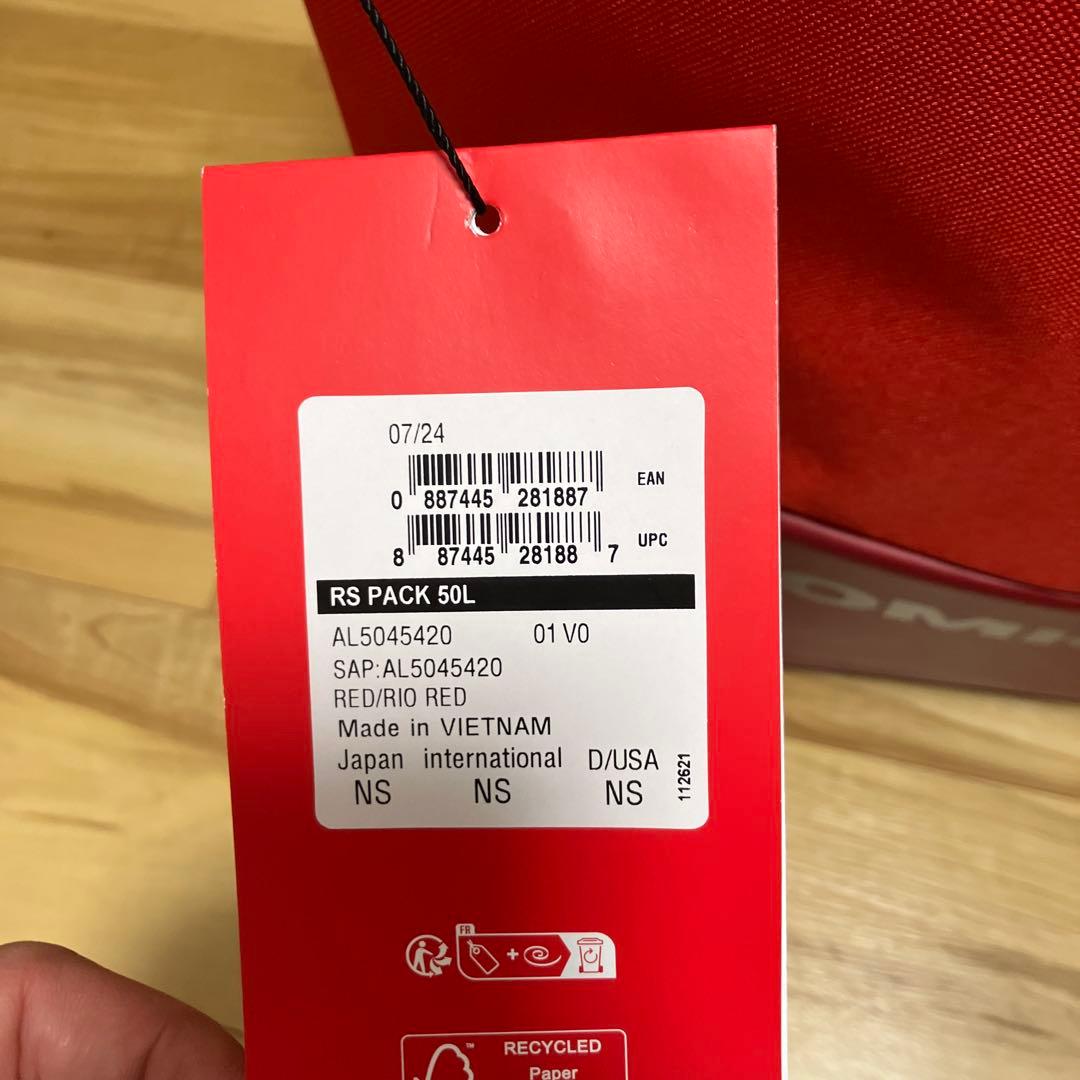 07/24
0 887445 281887 EAN
8 87445 28188 7 UPC
RS PACK 50L
AL5045420 01 V0
SAP:AL5045420
RED/RIO RED
Made in VIETNAM
Japan international D/USA
NS NS NS
112621
FR
RECYCLED
Paper
OM